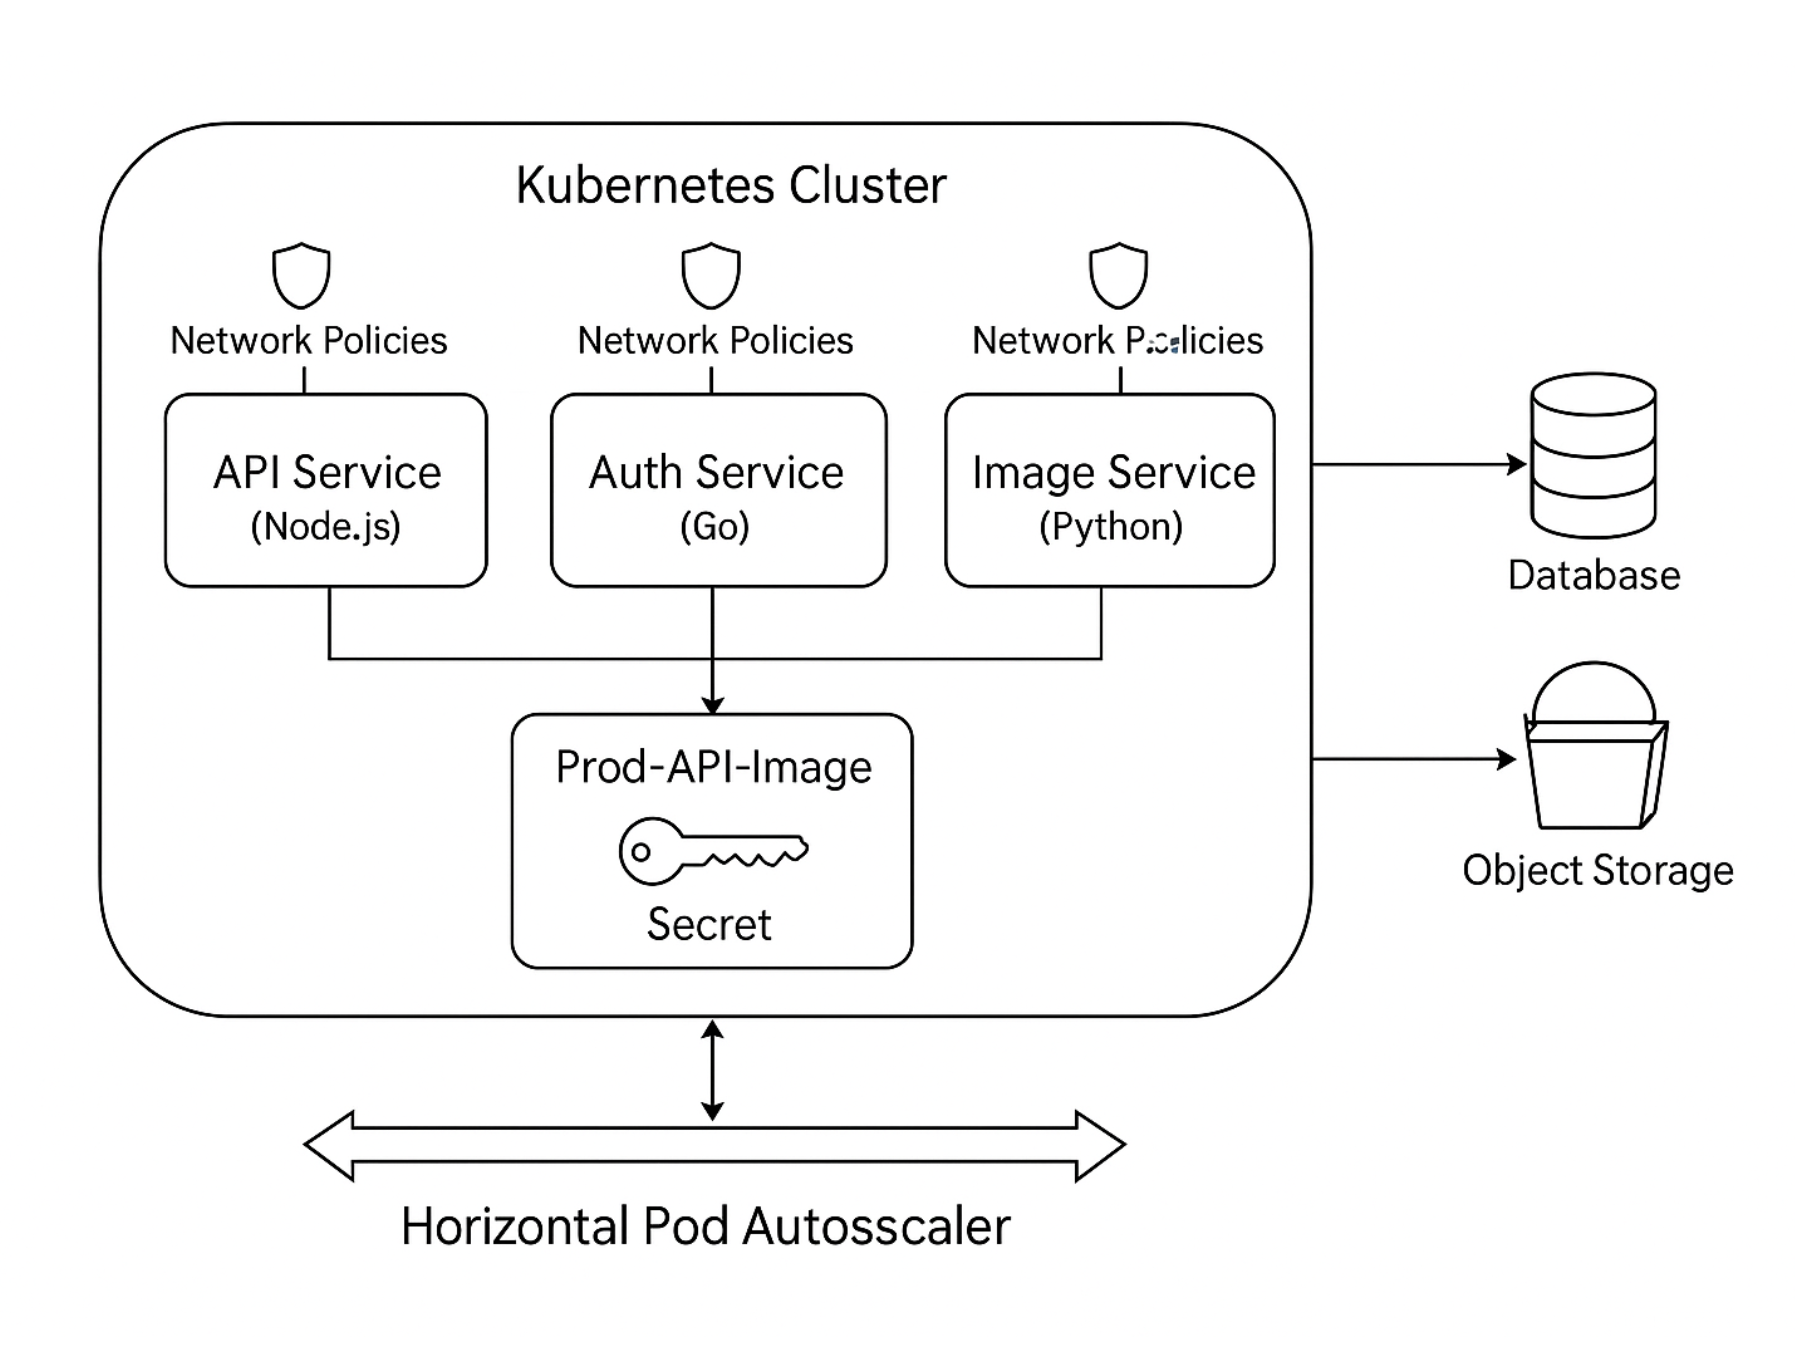 Kubernetes Cluster
Network Policies
Network Policies
Network
API Service
(Node.js)
Auth Service
(Go)
Image Service
(Python)
Database
Prod-API-Image
Secret
Object Storage
Horizontal Pod Autosscaler